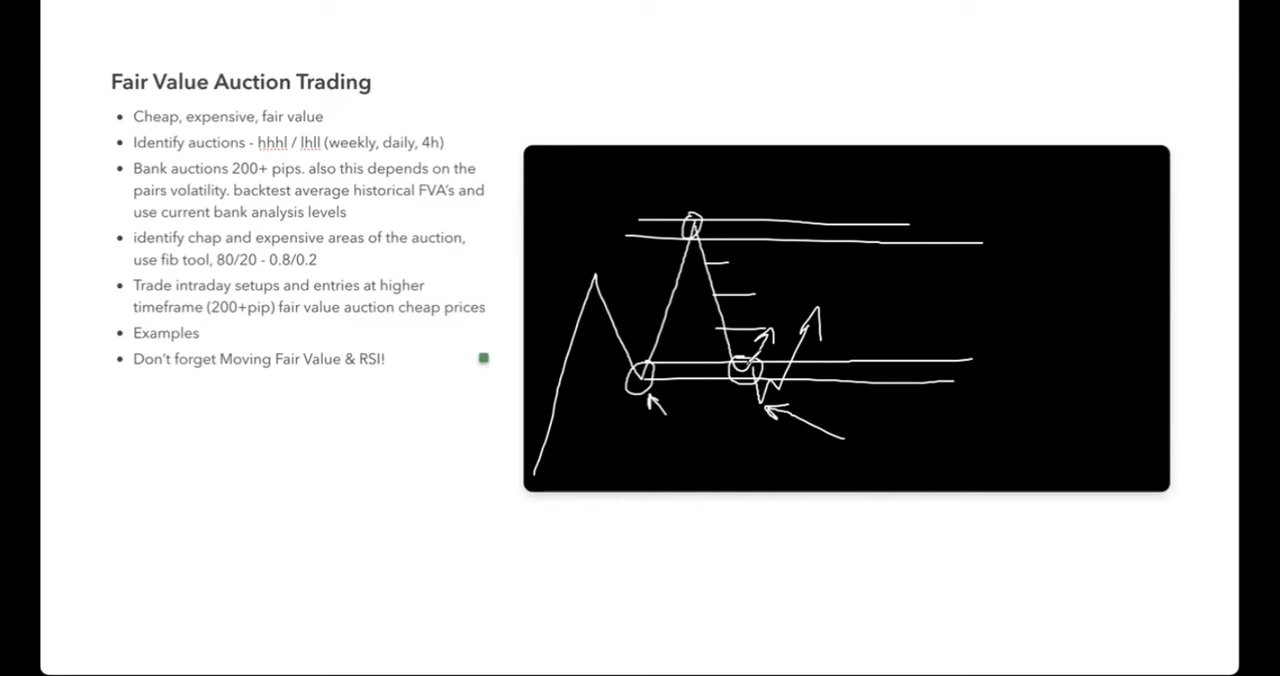 Fair Value Auction Trading
• Cheap, expensive, fair value
• Identify auctions - hhhl / lhll (weekly, daily, 4h)
• Bank auctions 200+ pips. also this depends on the
pairs volatility. backtest average historical FVA's and
use current bank analysis levels
• identify chap and expensive areas of the auction,
use fib tool, 80/20 - 0.8/0.2
• Trade intraday setups and entries at higher
timeframe (200+pip) fair value auction cheap prices
• Examples
• Don't forget Moving Fair Value & RSI!